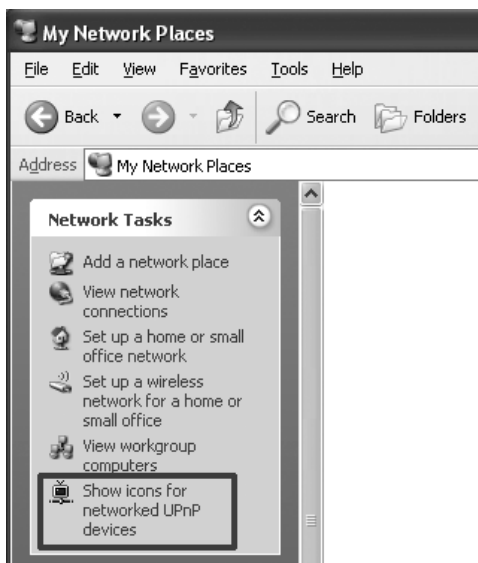 My Network Places
File Edit View Favorites Tools Help
Back Search Folders
Address My Network Places
Network Tasks
Add a network place
View network
connections
Set up a home or small
office network
Set up a wireless
network for a home or
small office
View workgroup
computers
Show icons for
networked UPnP
devices